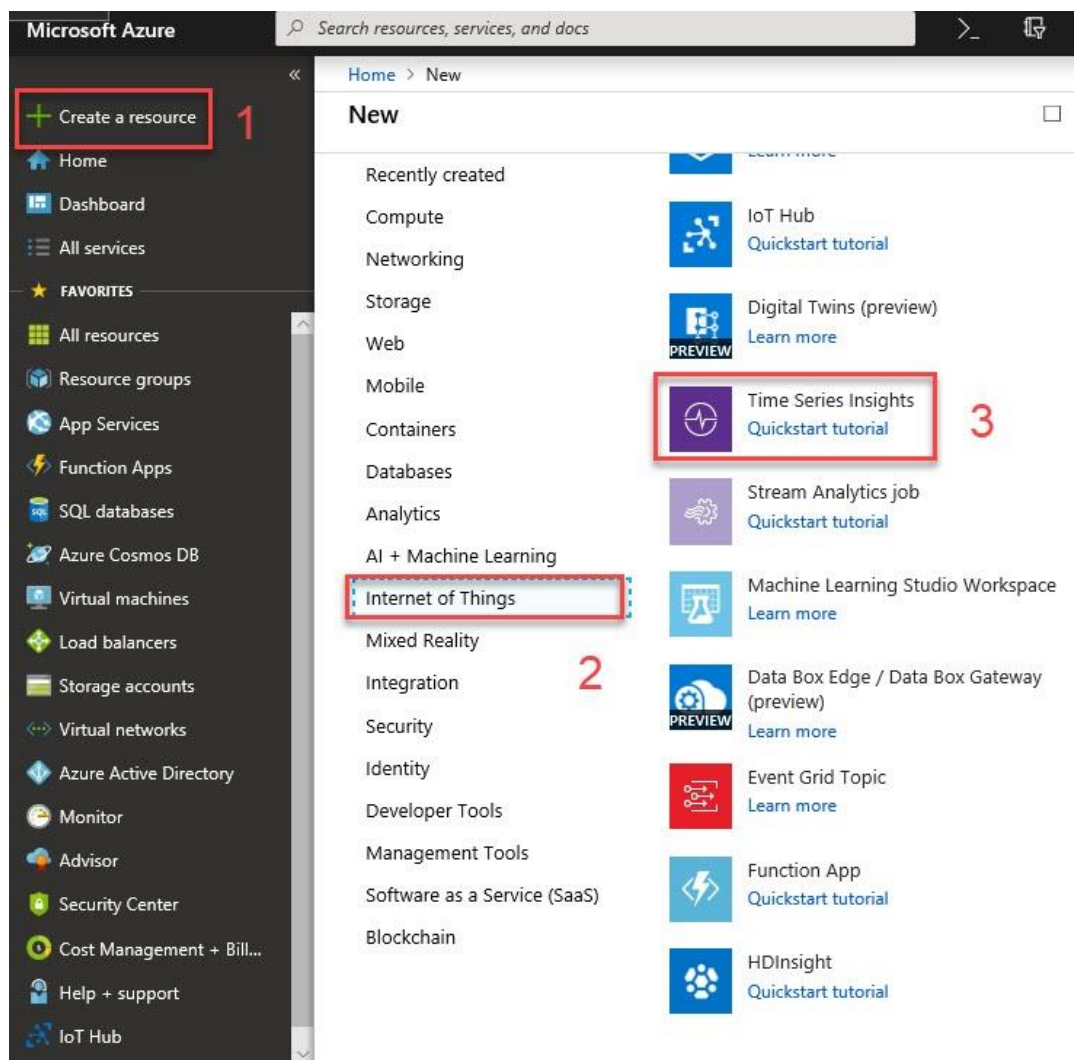 Microsoft Azure
Search resources, services, and docs
Create a resource
1
Home
Dashboard
All services
FAVORITES
All resources
Resource groups
App Services
Function Apps
SQL databases
Azure Cosmos DB
Virtual machines
Load balancers
Storage accounts
Virtual networks
Azure Active Directory
Monitor
Advisor
Security Center
Cost Management + Bill...
Help + support
IoT Hub
Home > New
New
Recently created
Compute
Networking
Storage
Web
Mobile
Containers
Databases
Analytics
AI + Machine Learning
Internet of Things
2
Mixed Reality
Integration
Security
Identity
Developer Tools
Management Tools
Software as a Service (SaaS)
Blockchain
Learn more
IoT Hub
Quickstart tutorial
Digital Twins (preview)
PREVIEW
Learn more
Time Series Insights
Quickstart tutorial
3
Stream Analytics job
Quickstart tutorial
Machine Learning Studio Workspace
Learn more
Data Box Edge / Data Box Gateway
(preview)
PREVIEW
Learn more
Event Grid Topic
Learn more
Function App
Quickstart tutorial
HDInsight
Quickstart tutorial